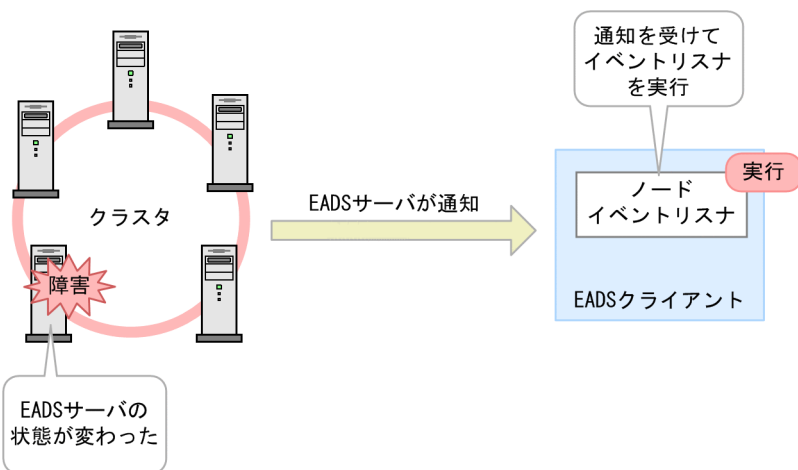 通知を受けて
イベントリスナ
を実行
実行
ノード
イベントリスナ
EADSサーバが通知
クラスタ
障害
EADSクライアント
EADSサーバの
状態が変わった